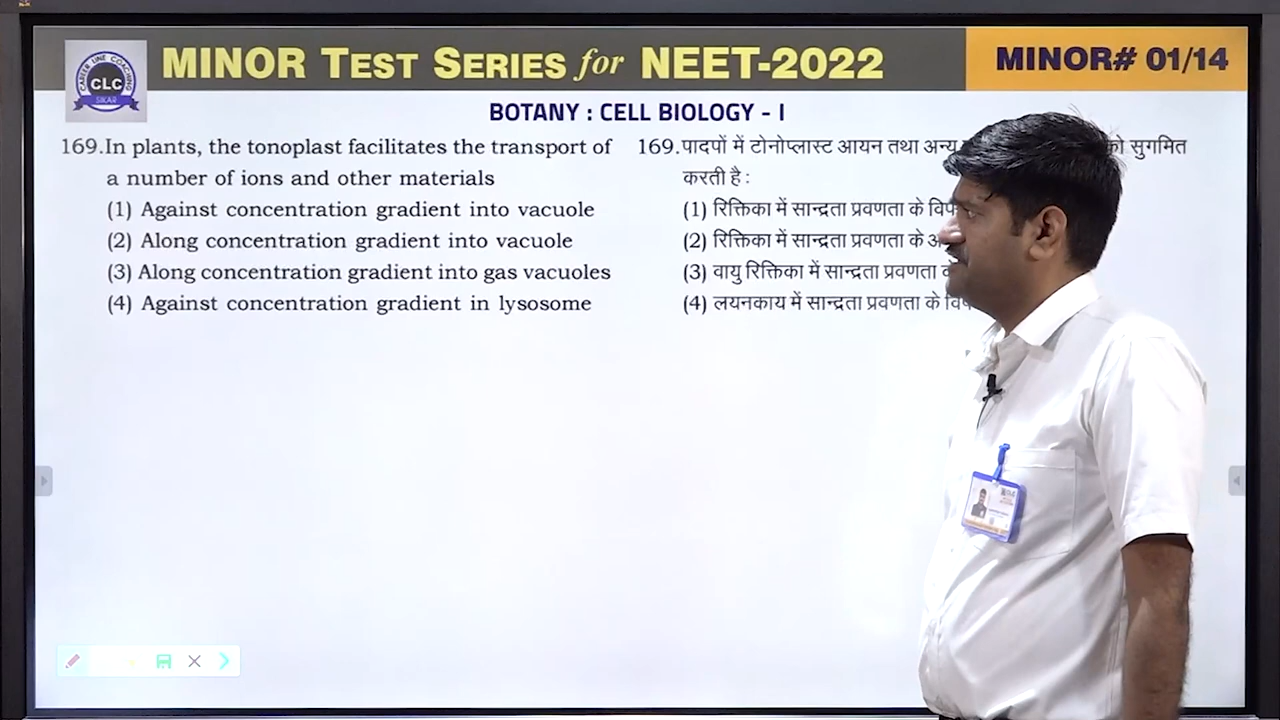 CAREER LINE COACHING
CLC
SIKAR
MINOR TEST SERIES for NEET-2022
MINOR# 01/14
BOTANY : CELL BIOLOGY - I
169.In plants, the tonoplast facilitates the transport of
a number of ions and other materials
(1) Against concentration gradient into vacuole
(2) Along concentration gradient into vacuole
(3) Along concentration gradient into gas vacuoles
(4) Against concentration gradient in lysosome
169.पादपों में टोनोप्लास्ट आयन तथा अन्य को सुगमित
करती है :
(1) रिक्तिका में सान्द्रता प्रवणता के
(2) रिक्तिका में सान्द्रता प्रवणता के
(3) वायु रिक्तिका में सान्द्रता प्रवणता
(4) लयनकाय में सान्द्रता प्रवणता के